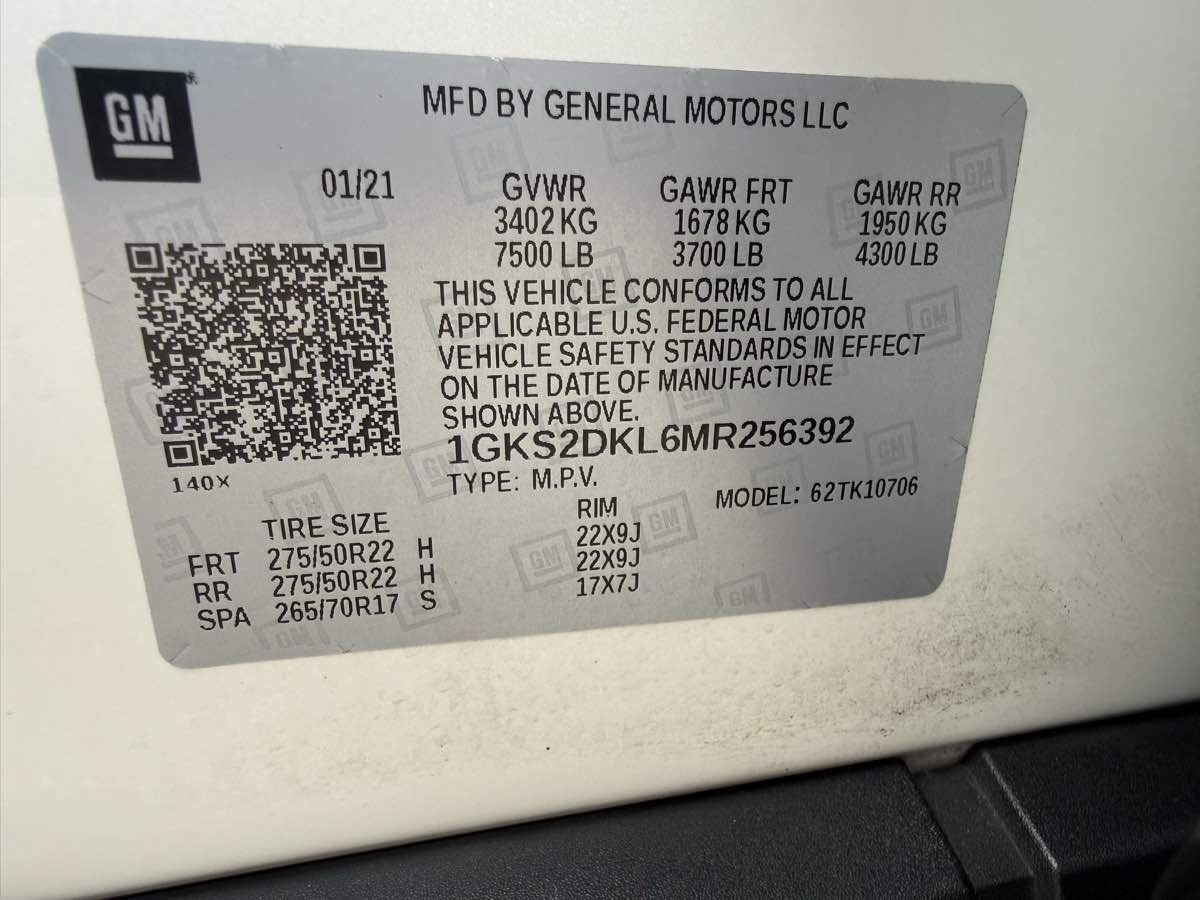 GM
MFD BY GENERAL MOTORS LLC
01/21 GVWR GAWR FRT GAWR RR
3402 KG 1678 KG 1950 KG
7500 LB 3700 LB 4300 LB
THIS VEHICLE CONFORMS TO ALL
APPLICABLE U.S. FEDERAL MOTOR
VEHICLE SAFETY STANDARDS IN EFFECT
ON THE DATE OF MANUFACTURE
SHOWN ABOVE.
1GKS2DKL6MR256392
140X
TYPE: M.P.V. MODEL: 62TK10706
TIRE SIZE RIM
FRT 275/50R22 H 22X9J
RR 275/50R22 H 22X9J
SPA 265/70R17 S 17X7J